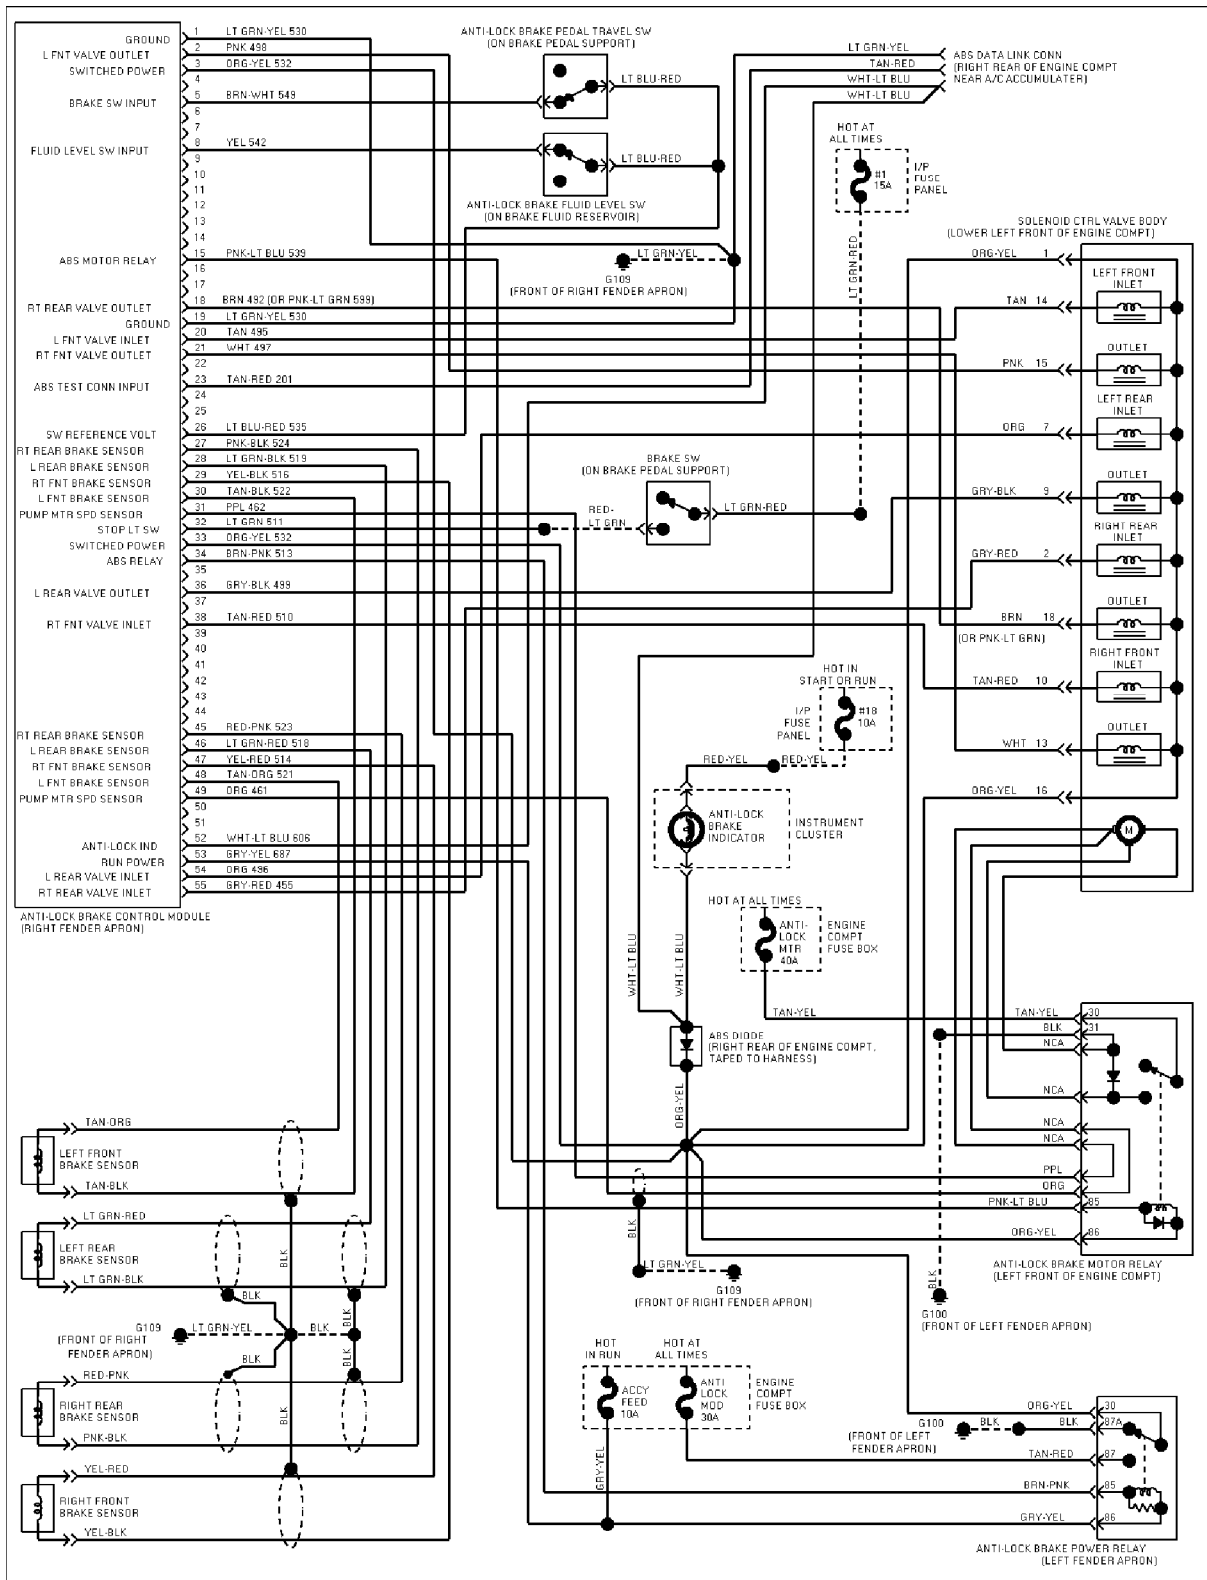 ANTI-LOCK BRAKE PEDAL TRAVEL SW
(ON BRAKE PEDAL SUPPORT)
GROUND 1 LT GRN-YEL 530
L FNT VALVE OUTLET 2 PNK 498
SWITCHED POWER 3 ORG-YEL 532
4
BRAKE SW INPUT 5 BRN-WHT 549
6
7
FLUID LEVEL SW INPUT 8 YEL 542
9
10
11
12
13
14
ABS MOTOR RELAY 15 PNK-LT BLU 539
16
17
RT REAR VALVE OUTLET 18 BRN 492 (OR PNK-LT GRN 599)
GROUND 19 LT GRN-YEL 530
L FNT VALVE INLET 20 TAN 495
RT FNT VALVE OUTLET 21 WHT 497
22
ABS TEST CONN INPUT 23 TAN-RED 201
24
25
SW REFERENCE VOLT 26 LT BLU-RED 535
RT REAR BRAKE SENSOR 27 PNK-BLK 524
L REAR BRAKE SENSOR 28 LT GRN-BLK 519
RT FNT BRAKE SENSOR 29 YEL-BLK 516
L FNT BRAKE SENSOR 30 TAN-BLK 522
PUMP MTR SPD SENSOR 31 PPL 462
STOP LT SW 32 LT GRN 511
SWITCHED POWER 33 ORG-YEL 532
ABS RELAY 34 BRN-PNK 513
35
L REAR VALVE OUTLET 36 GRY-BLK 499
37
RT FNT VALVE INLET 38 TAN-RED 510
39
40
41
42
43
44
RT REAR BRAKE SENSOR 45 RED-PNK 523
L REAR BRAKE SENSOR 46 LT GRN-RED 518
RT FNT BRAKE SENSOR 47 YEL-RED 514
L FNT BRAKE SENSOR 48 TAN-ORG 521
PUMP MTR SPD SENSOR 49 ORG 461
50
51
ANTI-LOCK IND 52 WHT-LT BLU 606
RUN POWER 53 GRY-YEL 687
L REAR VALVE INLET 54 ORG 496
RT REAR VALVE INLET 55 GRY-RED 455
ANTI-LOCK BRAKE CONTROL MODULE
(RIGHT FENDER APRON)
LT BLU-RED
LT BLU-RED
ANTI-LOCK BRAKE FLUID LEVEL SW
(ON BRAKE FLUID RESERVOIR)
LT GRN-YEL
TAN-RED
WHT-LT BLU
WHT-LT BLU
ABS DATA LINK CONN
(RIGHT REAR OF ENGINE COMPT
NEAR A/C ACCUMULATER)
HOT AT
ALL TIMES
#1
15A
I/P
FUSE
PANEL
LT GRN-RED
LT GRN-YEL
G109
(FRONT OF RIGHT FENDER APRON)
SOLENOID CTRL VALVE BODY
(LOWER LEFT FRONT OF ENGINE COMPT)
ORG-YEL 1
LEFT FRONT
INLET
TAN 14
OUTLET
PNK 15
LEFT REAR
INLET
ORG 7
OUTLET
GRY-BLK 9
RIGHT REAR
INLET
GRY-RED 2
OUTLET
BRN 18
(OR PNK-LT GRN)
RIGHT FRONT
INLET
TAN-RED 10
OUTLET
WHT 13
ORG-YEL 16
M
BRAKE SW
(ON BRAKE PEDAL SUPPORT)
RED-
LT GRN
LT GRN-RED
HOT IN
START OR RUN
I/P
FUSE
PANEL
#18
10A
RED-YEL
RED-YEL
ANTI-LOCK
BRAKE
INDICATOR
INSTRUMENT
CLUSTER
HOT AT ALL TIMES
ANTI-
LOCK
MTR
40A
ENGINE
COMPT
FUSE BOX
WHT-LT BLU
WHT-LT BLU
TAN-YEL
ABS DIODE
(RIGHT REAR OF ENGINE COMPT,
TAPED TO HARNESS)
ORG-YEL
TAN-YEL 30
BLK 31
NCA
NCA
NCA
NCA
PPL
ORG
PNK-LT BLU 85
ORG-YEL 86
ANTI-LOCK BRAKE MOTOR RELAY
(LEFT FRONT OF ENGINE COMPT)
BLK
G100
(FRONT OF LEFT FENDER APRON)
BLK
LT GRN-YEL
G109
(FRONT OF RIGHT FENDER APRON)
TAN-ORG
LEFT FRONT
BRAKE SENSOR
TAN-BLK
LT GRN-RED
LEFT REAR
BRAKE SENSOR
LT GRN-BLK
BLK
BLK
BLK
G109
LT GRN-YEL
BLK
(FRONT OF RIGHT
FENDER APRON)
BLK
BLK
RED-PNK
RIGHT REAR
BRAKE SENSOR
PNK-BLK
BLK
YEL-RED
RIGHT FRONT
BRAKE SENSOR
YEL-BLK
HOT
IN RUN
HOT AT
ALL TIMES
ACCY
FEED
10A
ANTI
LOCK
MOD
30A
ENGINE
COMPT
FUSE BOX
GRY-YEL
G100
BLK
BLK
(FRONT OF LEFT
FENDER APRON)
ORG-YEL 30
87A
TAN-RED 87
BRN-PNK 85
GRY-YEL 86
ANTI-LOCK BRAKE POWER RELAY
(LEFT FENDER APRON)